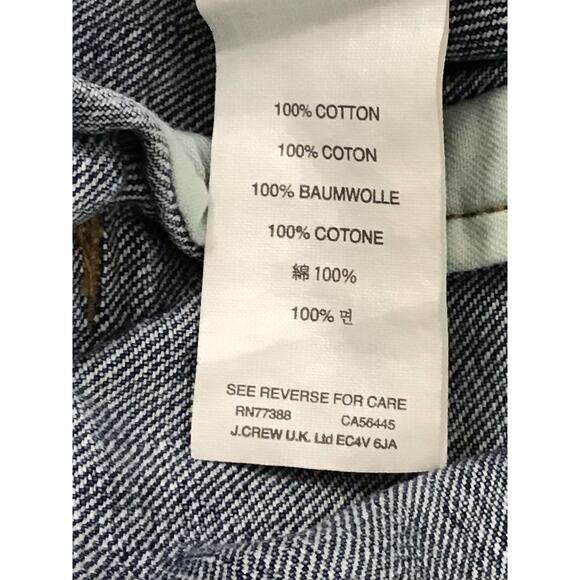 100% COTTON
100% COTON
100% BAUMWOLLE
100% COTONE
綿 100%
100% 면
SEE REVERSE FOR CARE
RN77388 CA56445
J.CREW U.K. Ltd EC4V 6JA